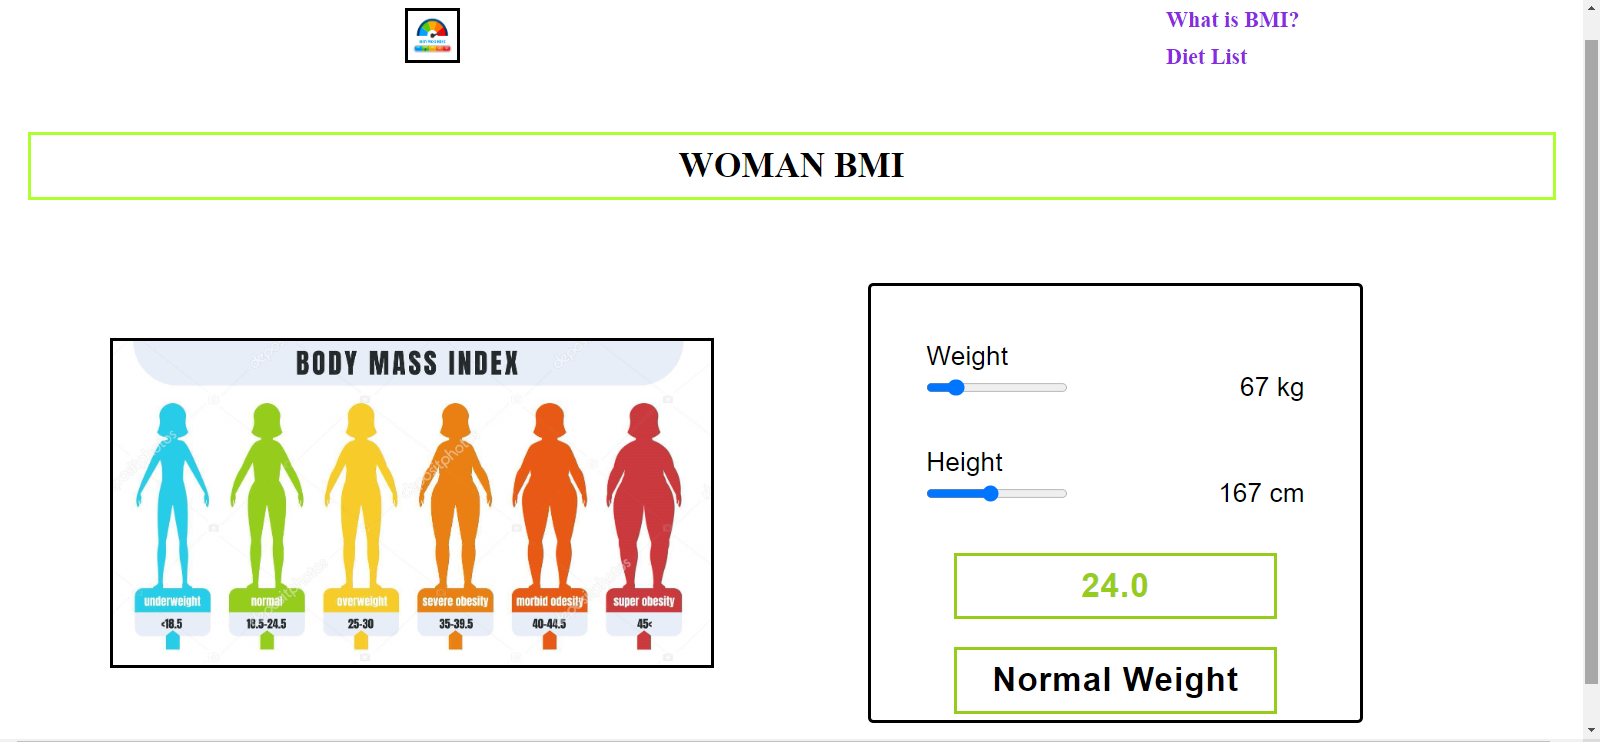 What is BMI?
Diet List
WOMAN BMI
BODY MASS INDEX
underweight normal overweight severe obesity morbid odesity super obesity
<18.5 18.5-24.5 25-30 35-39.5 40-44.5 45<
Weight
67 kg
Height
167 cm
24.0
Normal Weight